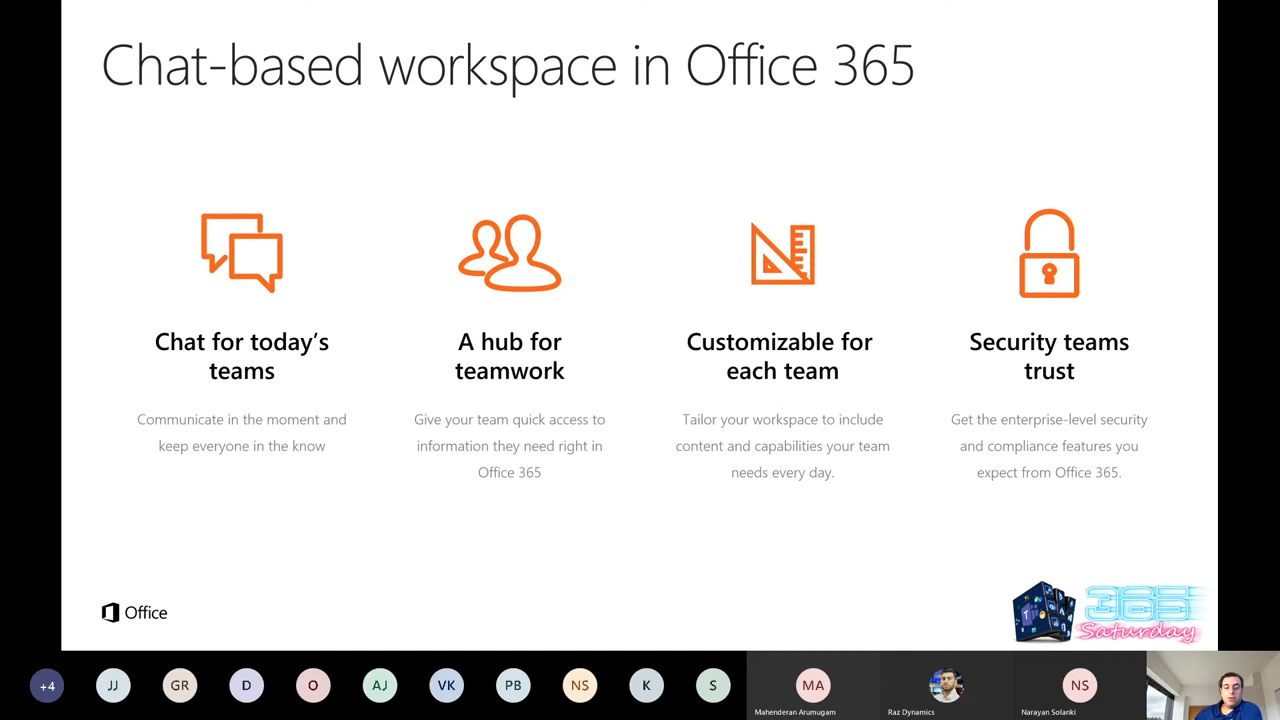 Chat-based workspace in Office 365
Chat for today's
teams
Communicate in the moment and
keep everyone in the know
A hub for
teamwork
Give your team quick access to
information they need right in
Office 365
Customizable for
each team
Tailor your workspace to include
content and capabilities your team
needs every day.
Security teams
trust
Get the enterprise-level security
and compliance features you
expect from Office 365.
Office
365
Saturday
+4
JJ
GR
D
O
AJ
VK
PB
NS
K
S
MA
Mahenderan Arumugam
Raz Dynamics
NS
Narayan Solanki